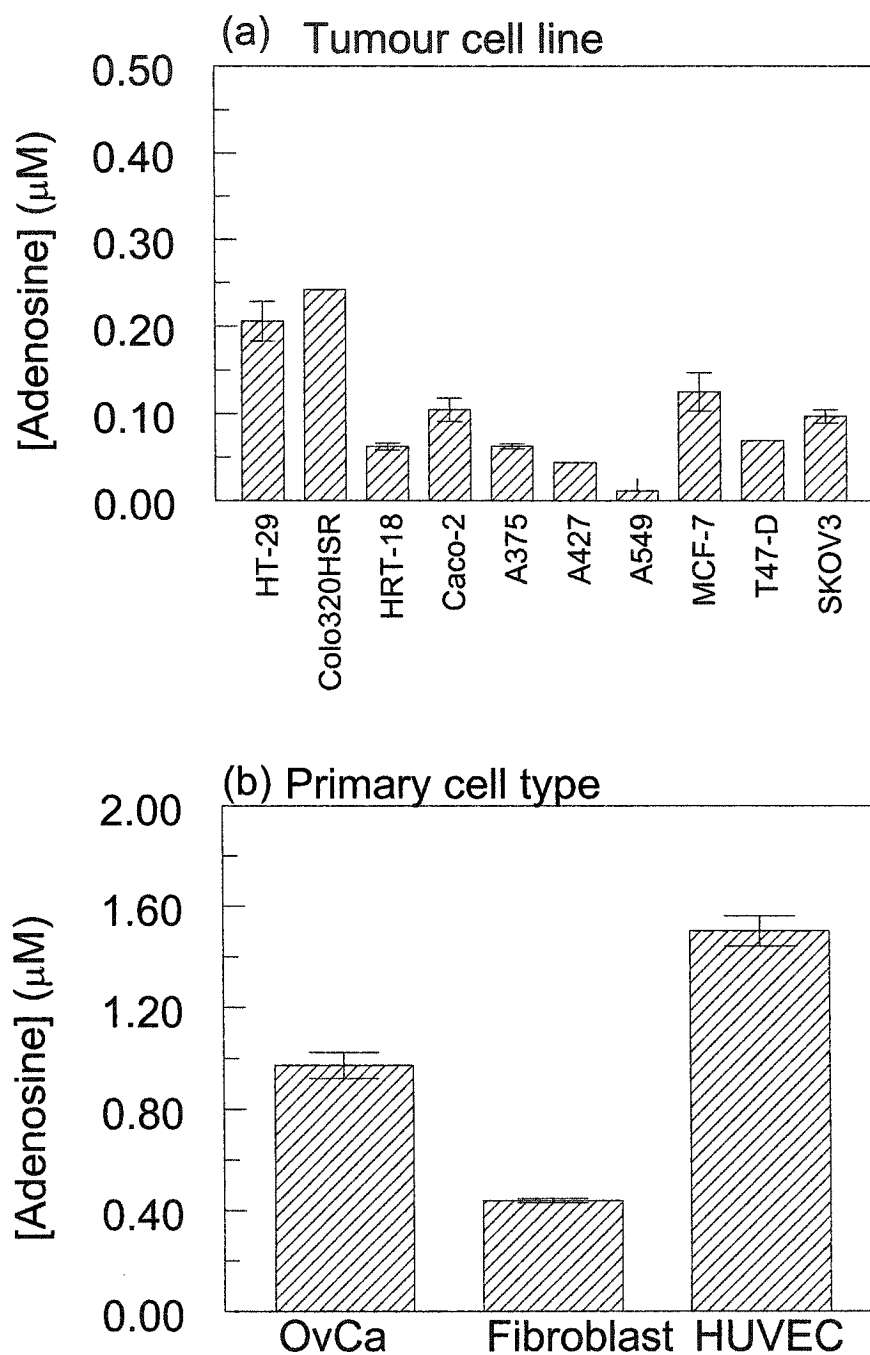 (a) Tumour cell line
[Adenosine] (μM)
0.50
0.40
0.30
0.20
0.10
0.00
HT-29
Colo320HSR
HRT-18
Caco-2
A375
A427
A549
MCF-7
T47-D
SKOV3
(b) Primary cell type
[Adenosine] (μM)
2.00
1.60
1.20
0.80
0.40
0.00
OvCa
Fibroblast
HUVEC